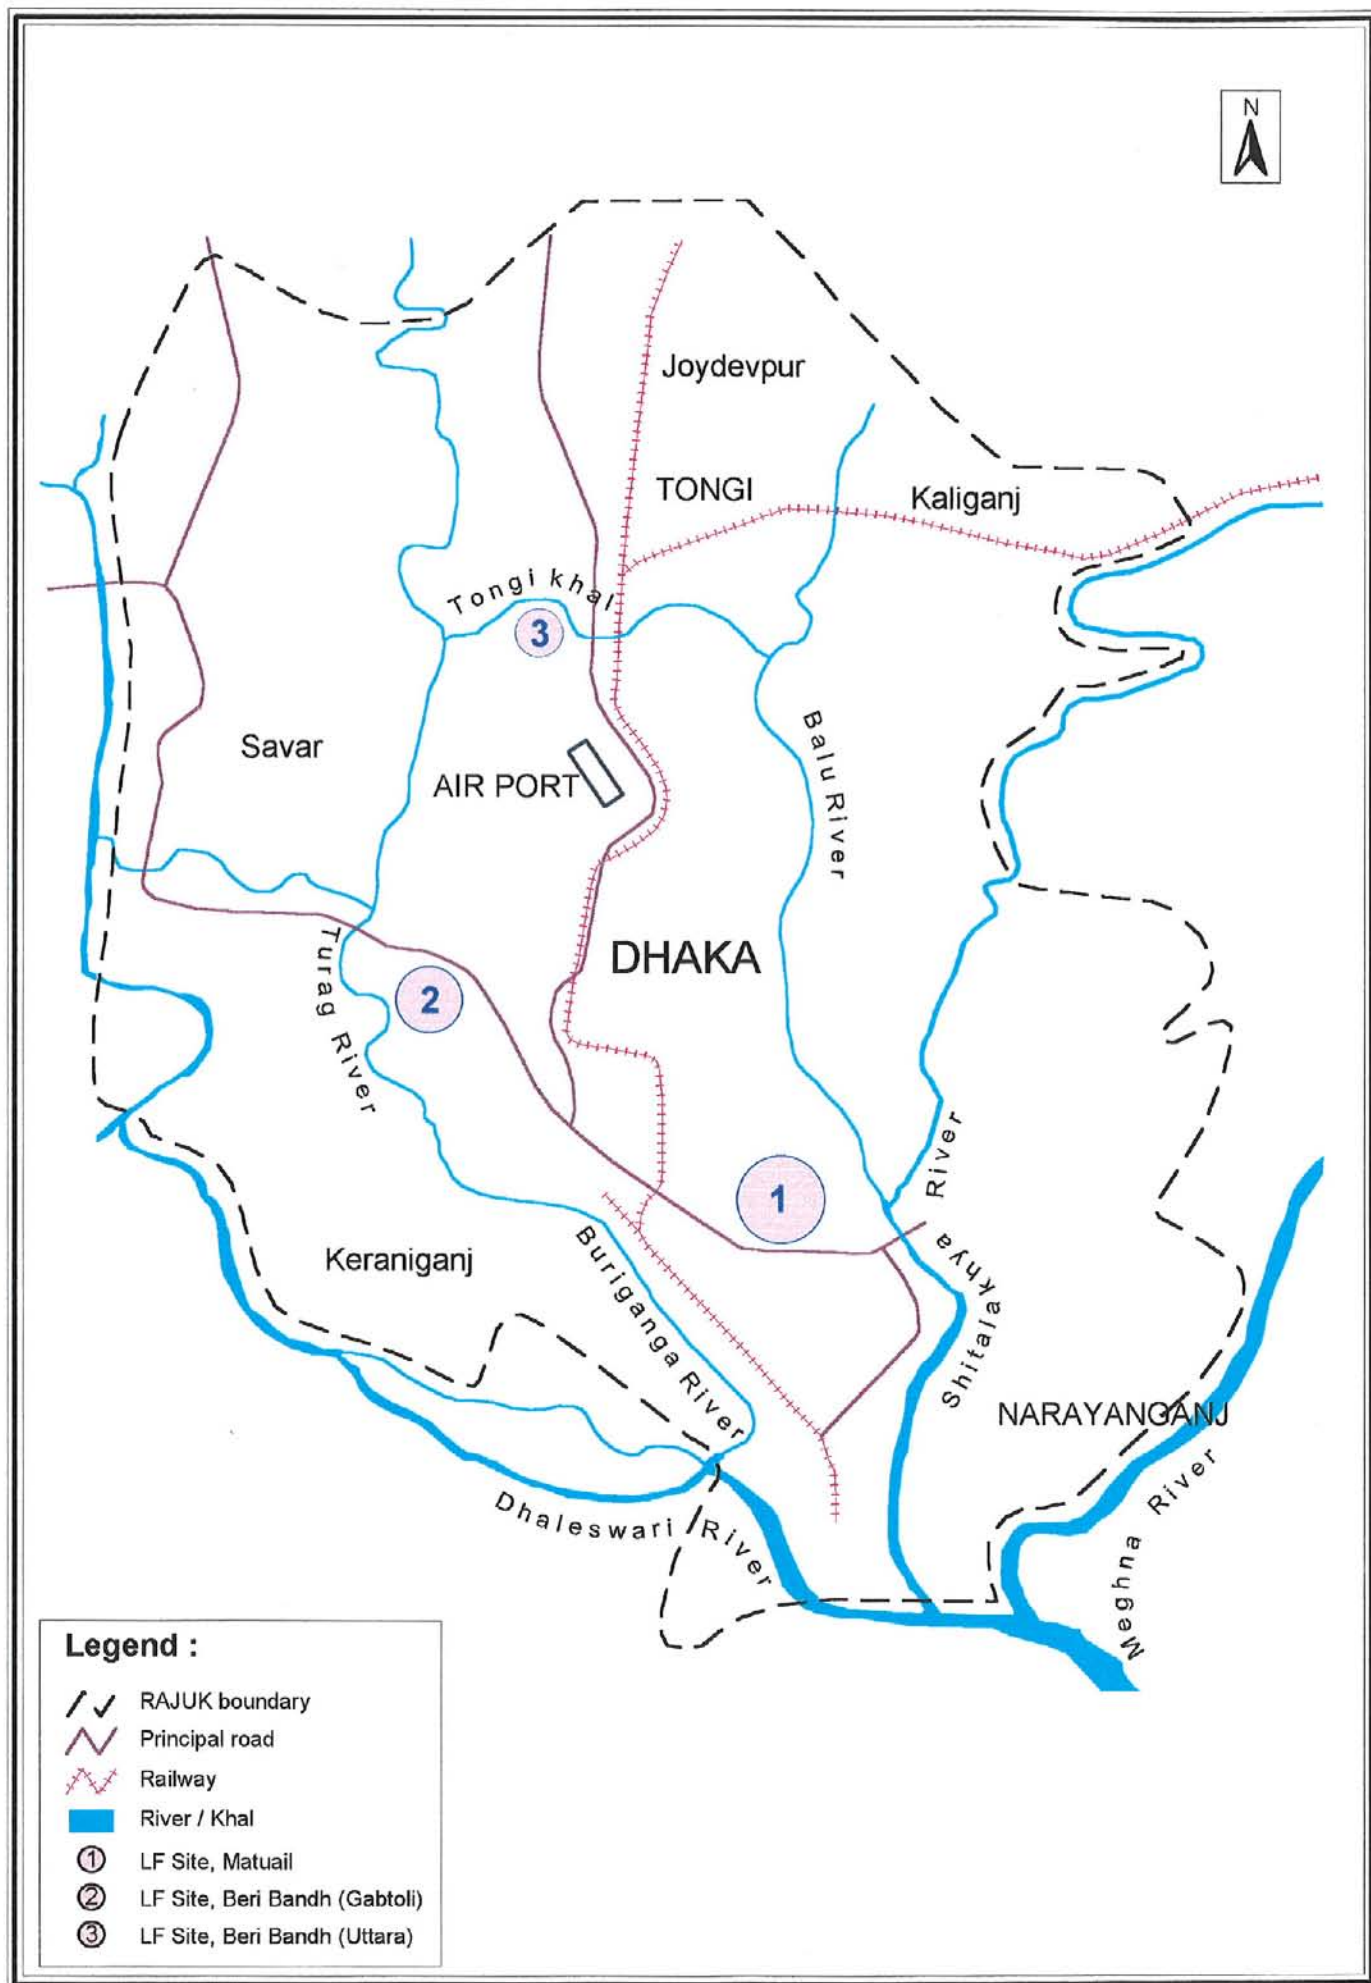 N
Joydevpur
TONGI
Kaliganj
Tongi khal
3
Savar
AIR PORT
Balu River
DHAKA
2
Turag River
1
Shitalakhya River
Keraniganj
Buriganga River
NARAYANGANJ
Dhaleswari River
Meghna River
Legend :
RAJUK boundary
Principal road
Railway
River / Khal
1 LF Site, Matuail
2 LF Site, Beri Bandh (Gabtoli)
3 LF Site, Beri Bandh (Uttara)